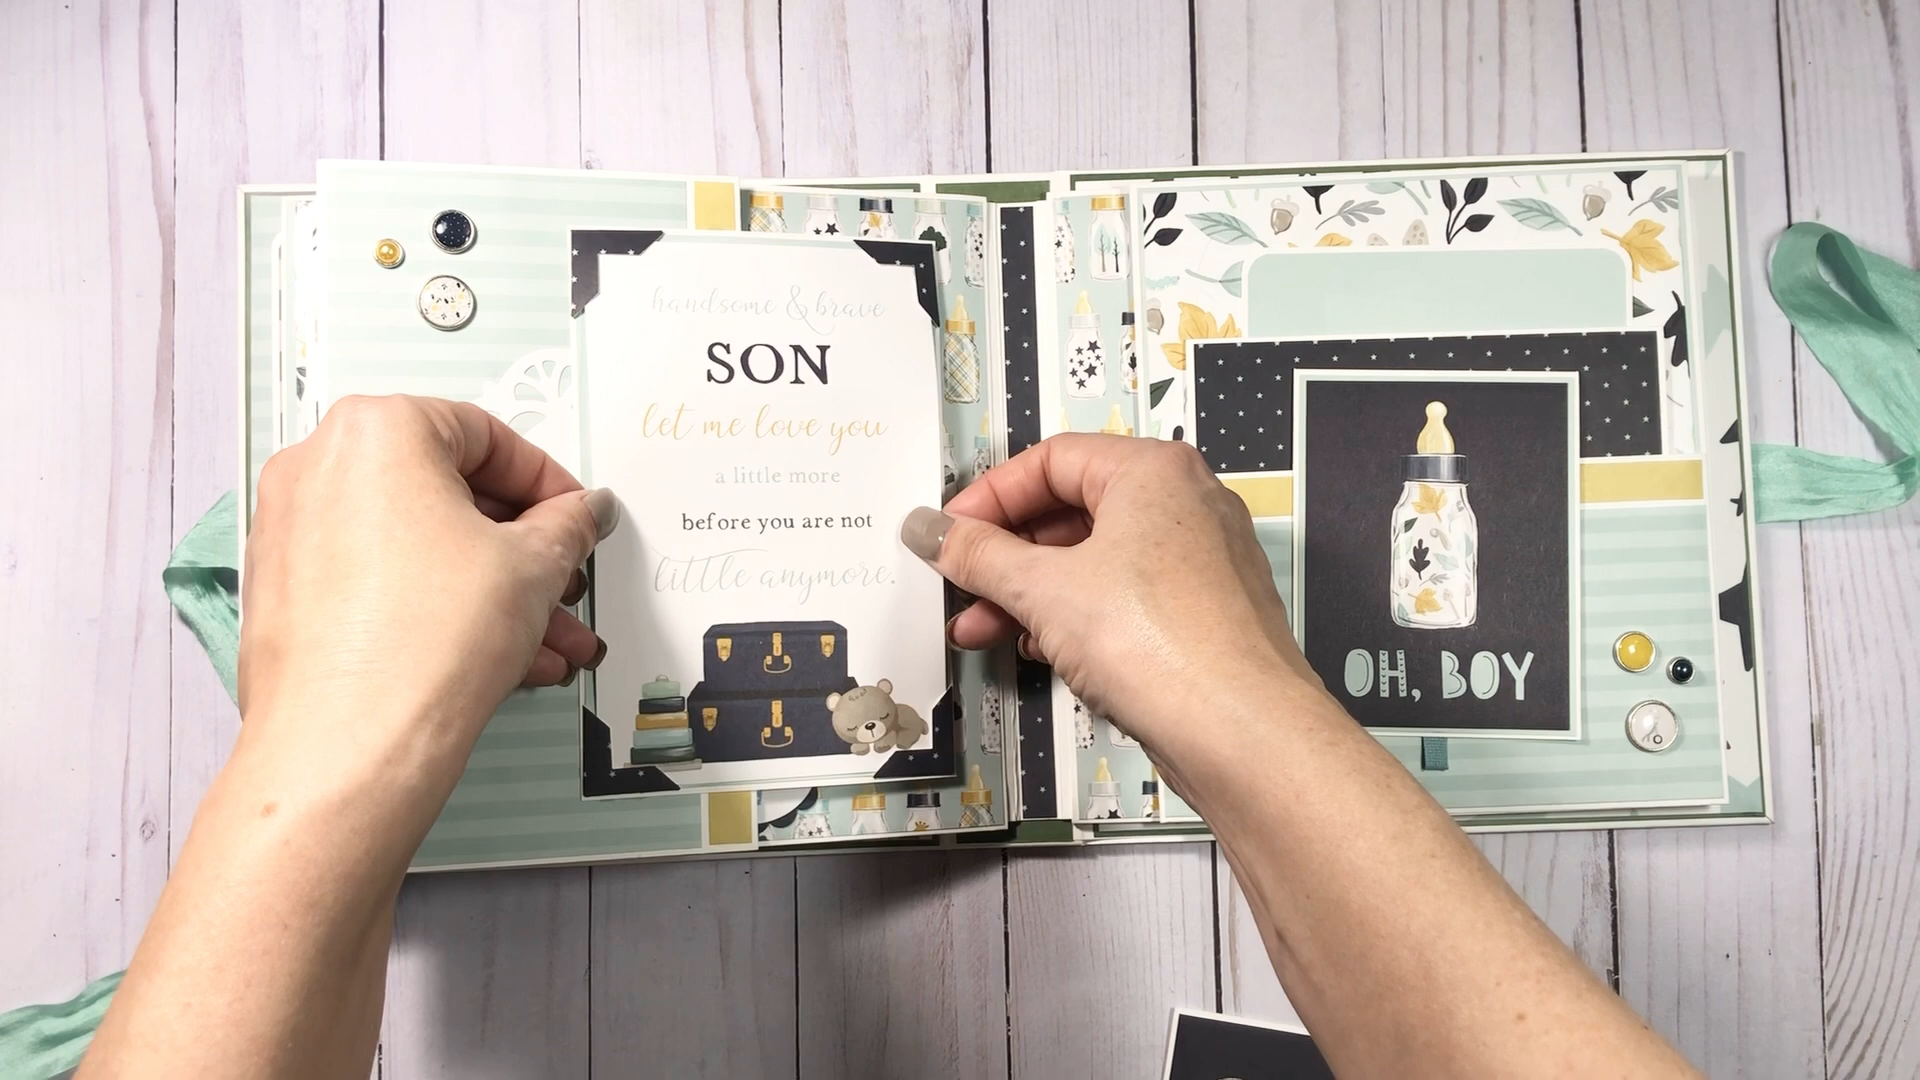 handsome & brave
SON
let me love you
a little more
before you are not
little anymore.
OH, BOY